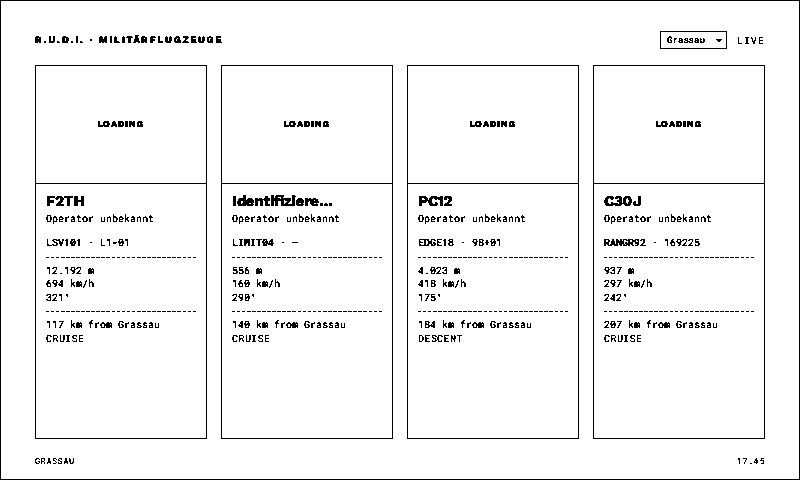 R.U.D.I. · MILITÄRFLUGZEUGE
Grassau
LIVE
LOADING
F2TH
Operator unbekannt
LSV101 · L1-01
12.192 m
694 km/h
321°
117 km from Grassau
CRUISE
LOADING
Identifiziere...
Operator unbekannt
LIMIT04 · —
556 m
160 km/h
290°
140 km from Grassau
CRUISE
LOADING
PC12
Operator unbekannt
EDGE18 · 98+01
4.023 m
418 km/h
175°
184 km from Grassau
DESCENT
LOADING
C30J
Operator unbekannt
RANGR92 · 169225
937 m
297 km/h
242°
207 km from Grassau
CRUISE
GRASSAU
17.45